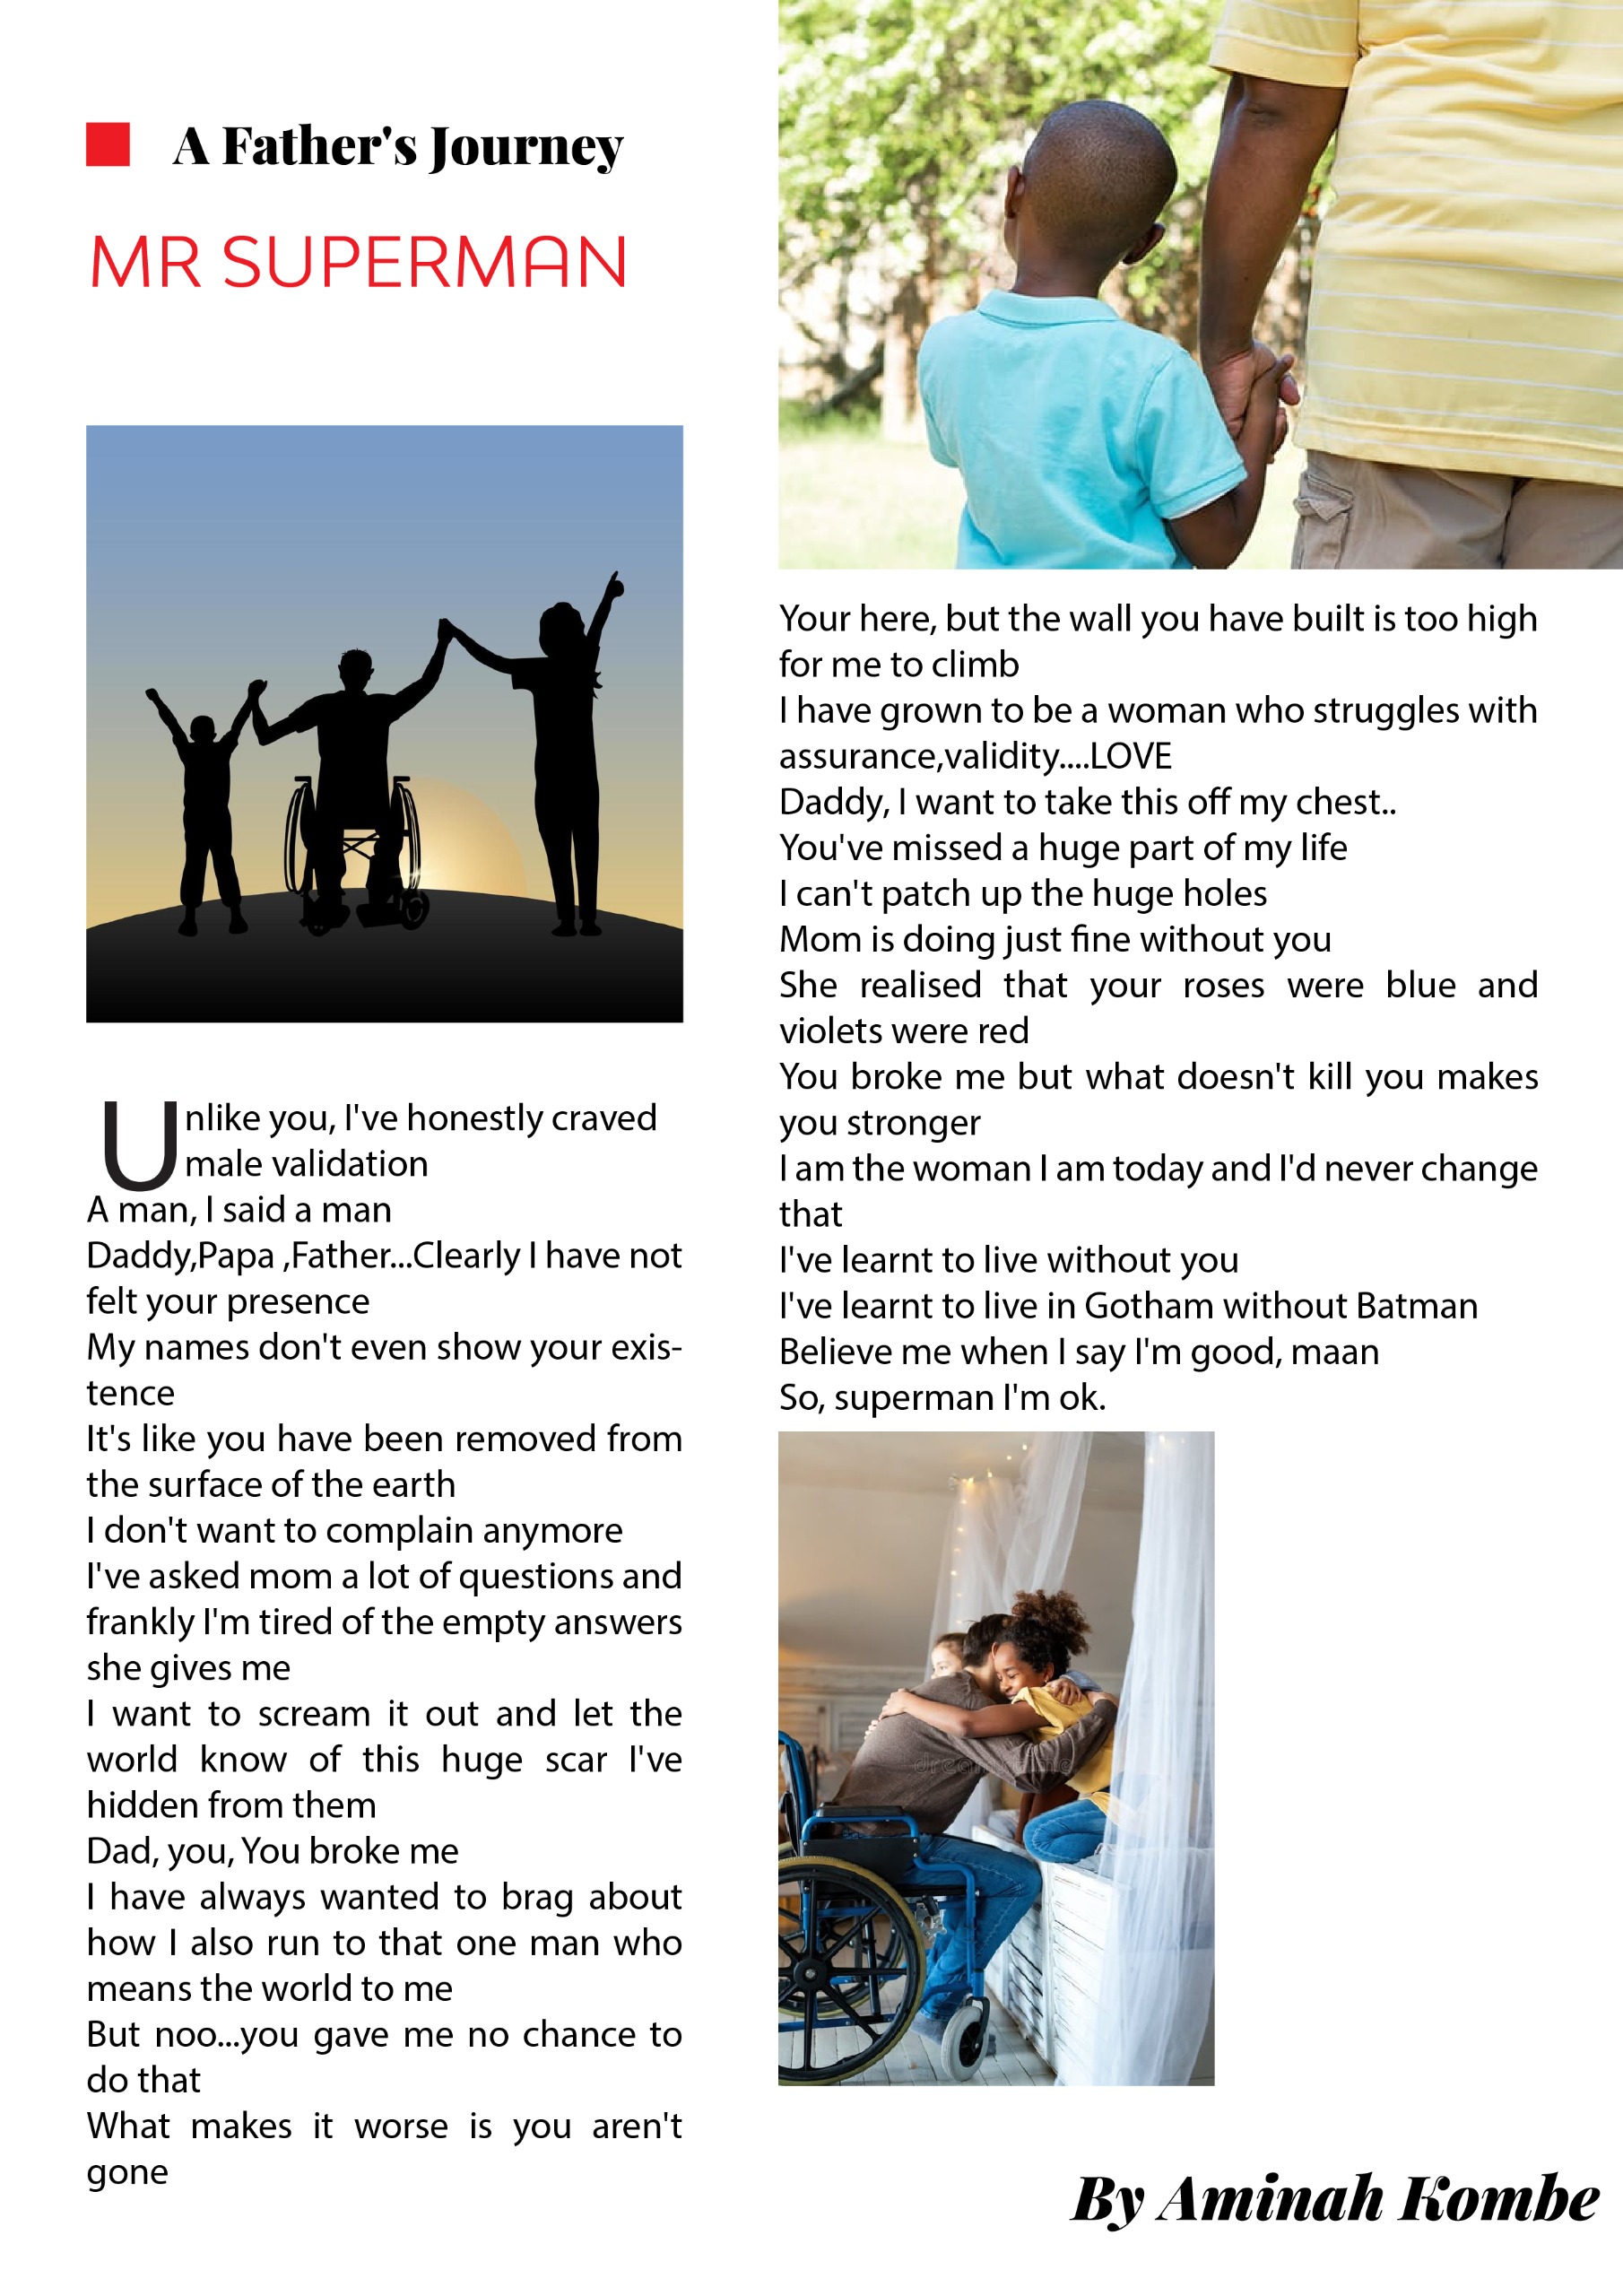 A Father's Journey
MR SUPERMAN
Unlike you, I've honestly craved
male validation
A man, I said a man
Daddy,Papa ,Father...Clearly I have not
felt your presence
My names don't even show your exis-
tence
It's like you have been removed from
the surface of the earth
I don't want to complain anymore
I've asked mom a lot of questions and
frankly I'm tired of the empty answers
she gives me
I want to scream it out and let the
world know of this huge scar I've
hidden from them
Dad, you, You broke me
I have always wanted to brag about
how I also run to that one man who
means the world to me
But noo...you gave me no chance to
do that
What makes it worse is you aren't
gone
Your here, but the wall you have built is too high
for me to climb
I have grown to be a woman who struggles with
assurance,validity....LOVE
Daddy, I want to take this off my chest..
You've missed a huge part of my life
I can't patch up the huge holes
Mom is doing just fine without you
She realised that your roses were blue and
violets were red
You broke me but what doesn't kill you makes
you stronger
I am the woman I am today and I'd never change
that
I've learnt to live without you
I've learnt to live in Gotham without Batman
Believe me when I say I'm good, maan
So, superman I'm ok.
By Aminah Kombe